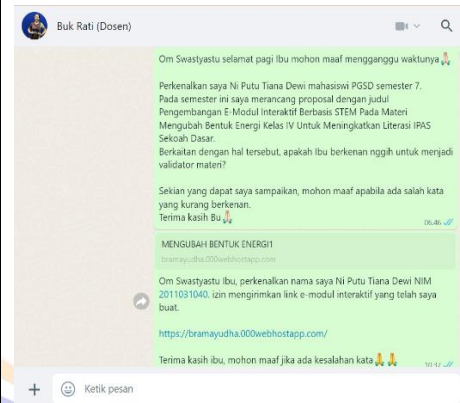 Buk Rati (Dosen)
Om Swastyastu selamat pagi Ibu mohon maaf mengganggu waktunya🙏
Perkenalkan saya Ni Putu Tiana Dewi mahasiswi PGSD semester 7.
Pada semester ini saya merancang proposal dengan judul
Pengembangan E-Modul Interaktif Berbasis STEM Pada Materi
Mengubah Bentuk Energi Kelas IV Untuk Meningkatkan Literasi IPAS
Sekoah Dasar.
Berkaitan dengan hal tersebut, apakah Ibu berkenan nggih untuk menjadi
validator materi?
Sekian yang dapat saya sampaikan, mohon maaf apabila ada salah kata
yang kurang berkenan.
Terima kasih Bu🙏
06.46
MENGUBAH BENTUK ENERGI1
bramayudha.000webhostapp.com
Om Swastyastu Ibu, perkenalkan nama saya Ni Putu Tiana Dewi NIM
2011031040. izin mengirimkan link e-modul interaktif yang telah saya
buat.
https://bramayudha.000webhostapp.com/
Terima kasih ibu, mohon maaf jika ada kesalahan kata🙏🙏
Ketik pesan